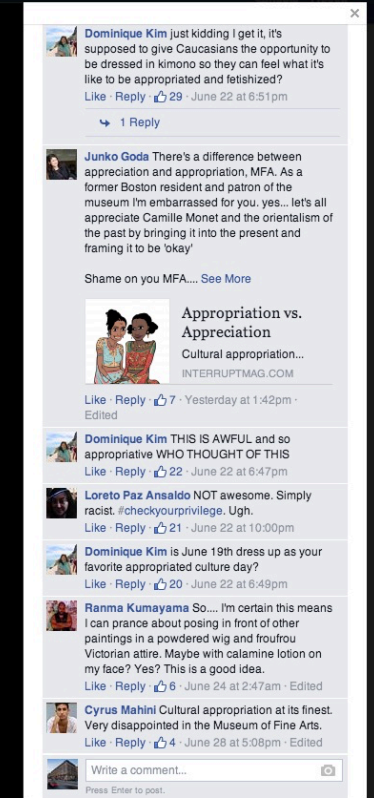 ×
Dominique Kim just kidding I get it, it's
supposed to give Caucasians the opportunity to
be dressed in kimono so they can feel what it's
like to be appropriated and fetishized?
Like · Reply · 29 · June 22 at 6:51pm
1 Reply
Junko Goda There's a difference between
appreciation and appropriation, MFA. As a
former Boston resident and patron of the
museum I'm embarrassed for you. yes... let's all
appreciate Camille Monet and the orientalism of
the past by bringing it into the present and
framing it to be 'okay'
Shame on you MFA.... See More
Appropriation vs.
Appreciation
Cultural appropriation...
INTERRUPTMAG.COM
Like · Reply · 7 · Yesterday at 1:42pm ·
Edited
Dominique Kim THIS IS AWFUL and so
appropriative WHO THOUGHT OF THIS
Like · Reply · 22 · June 22 at 6:47pm
Loreto Paz Ansaldo NOT awesome. Simply
racist. #checkyourprivilege. Ugh.
Like · Reply · 21 · June 22 at 10:00pm
Dominique Kim is June 19th dress up as your
favorite appropriated culture day?
Like · Reply · 20 · June 22 at 6:49pm
Ranma Kumayama So.... I'm certain this means
I can prance about posing in front of other
paintings in a powdered wig and froufrou
Victorian attire. Maybe with calamine lotion on
my face? Yes? This is a good idea.
Like · Reply · 6 · June 24 at 2:47am · Edited
Cyrus Mahini Cultural appropriation at its finest.
Very disappointed in the Museum of Fine Arts.
Like · Reply · 4 · June 28 at 5:08pm · Edited
Write a comment...
Press Enter to post.